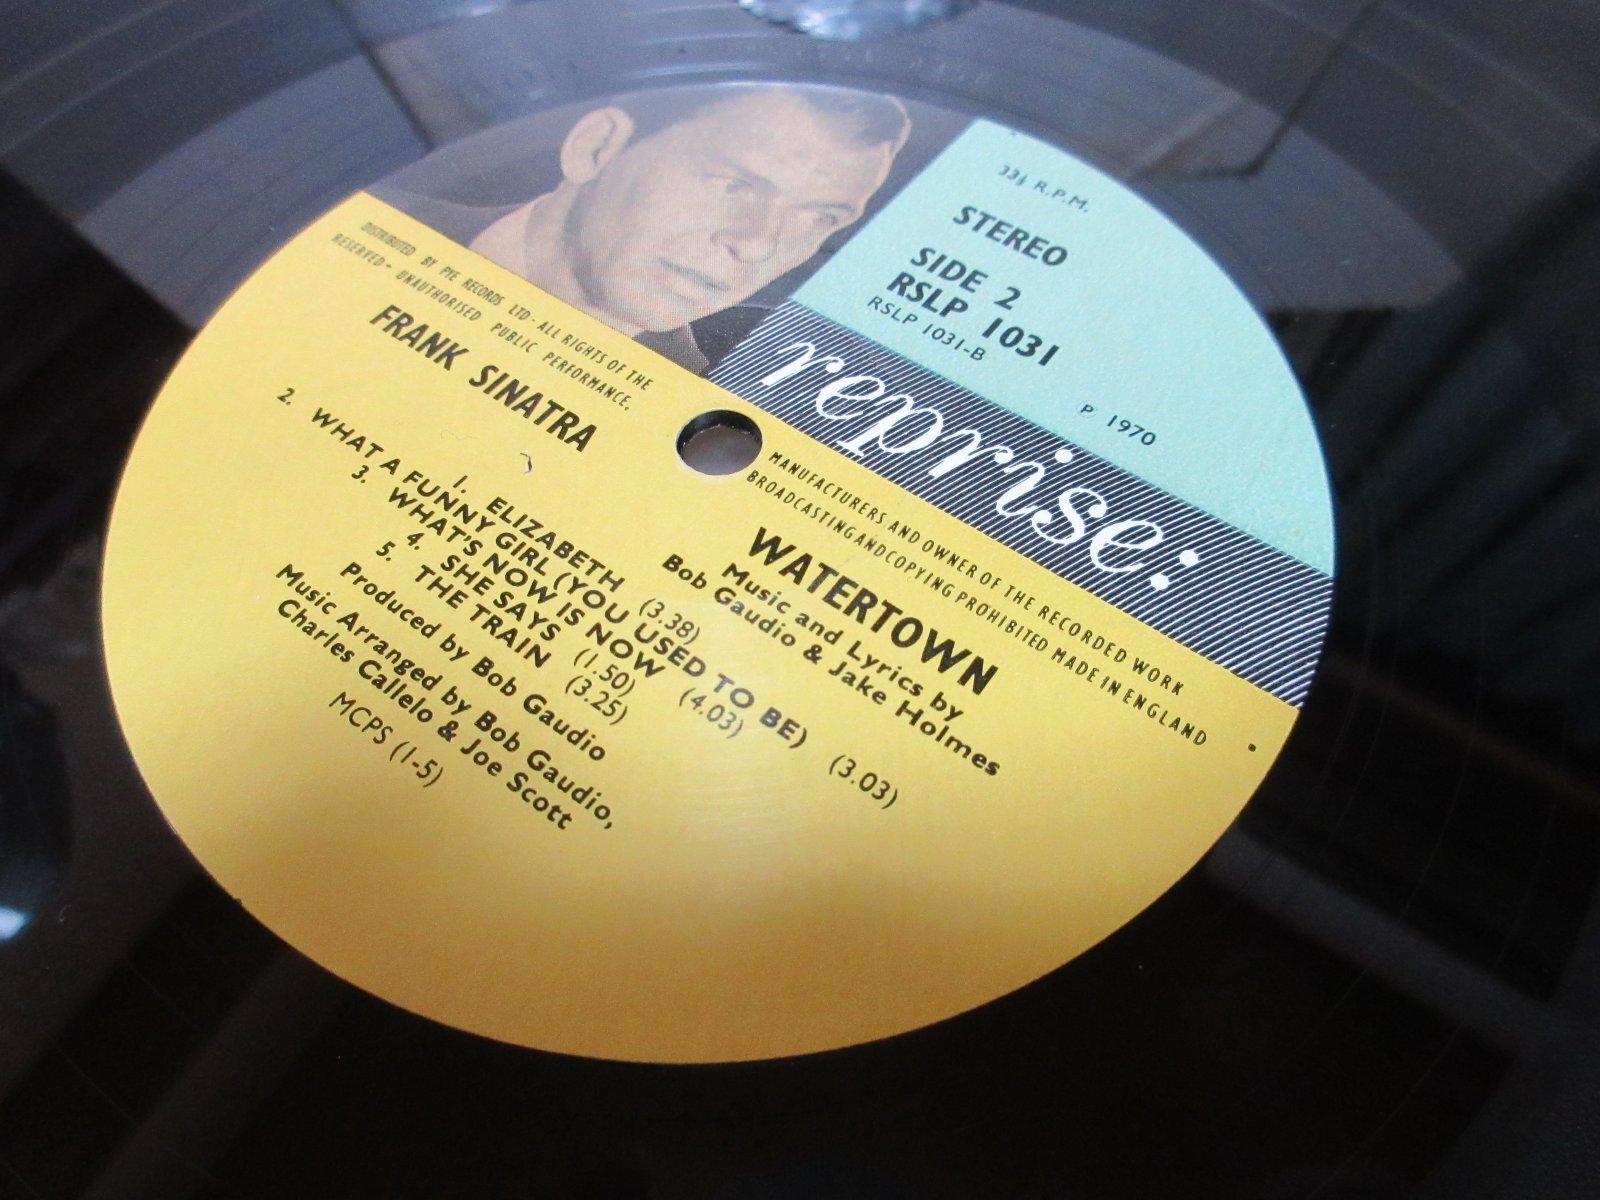 33⅓ R.P.M.
STEREO
SIDE 2
RSLP 1031
RSLP 1031-B
P 1970
reprise:
DISTRIBUTED BY PYE RECORDS LTD - ALL RIGHTS OF THE
RESERVED - UNAUTHORISED PUBLIC PERFORMANCE,
MANUFACTURERS AND OWNER OF THE RECORDED WORK
BROADCASTING AND COPYING PROHIBITED MADE IN ENGLAND
FRANK SINATRA
WATERTOWN
Music and Lyrics by
Bob Gaudio & Jake Holmes
1. ELIZABETH (3.38)
2. WHAT A FUNNY GIRL (YOU USED TO BE) (3.03)
3. WHAT'S NOW IS NOW (4.03)
4. SHE SAYS (1.50)
5. THE TRAIN (3.25)
Produced by Bob Gaudio
Music Arranged by Bob Gaudio,
Charles Callelo & Joe Scott
MCPS (1-5)